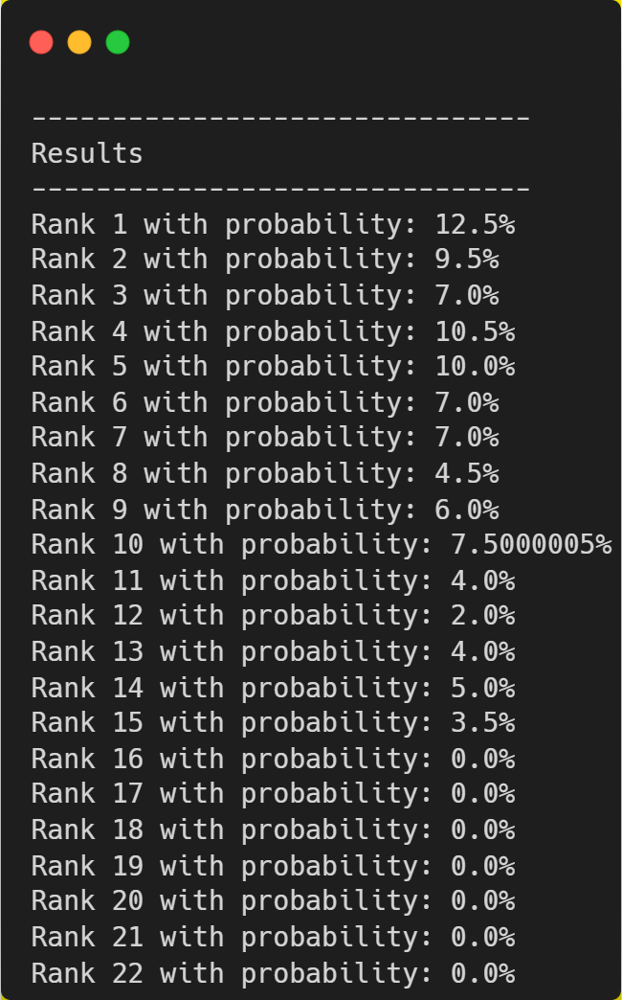 -------------------------------
Results
-------------------------------
Rank 1 with probability: 12.5%
Rank 2 with probability: 9.5%
Rank 3 with probability: 7.0%
Rank 4 with probability: 10.5%
Rank 5 with probability: 10.0%
Rank 6 with probability: 7.0%
Rank 7 with probability: 7.0%
Rank 8 with probability: 4.5%
Rank 9 with probability: 6.0%
Rank 10 with probability: 7.5000005%
Rank 11 with probability: 4.0%
Rank 12 with probability: 2.0%
Rank 13 with probability: 4.0%
Rank 14 with probability: 5.0%
Rank 15 with probability: 3.5%
Rank 16 with probability: 0.0%
Rank 17 with probability: 0.0%
Rank 18 with probability: 0.0%
Rank 19 with probability: 0.0%
Rank 20 with probability: 0.0%
Rank 21 with probability: 0.0%
Rank 22 with probability: 0.0%